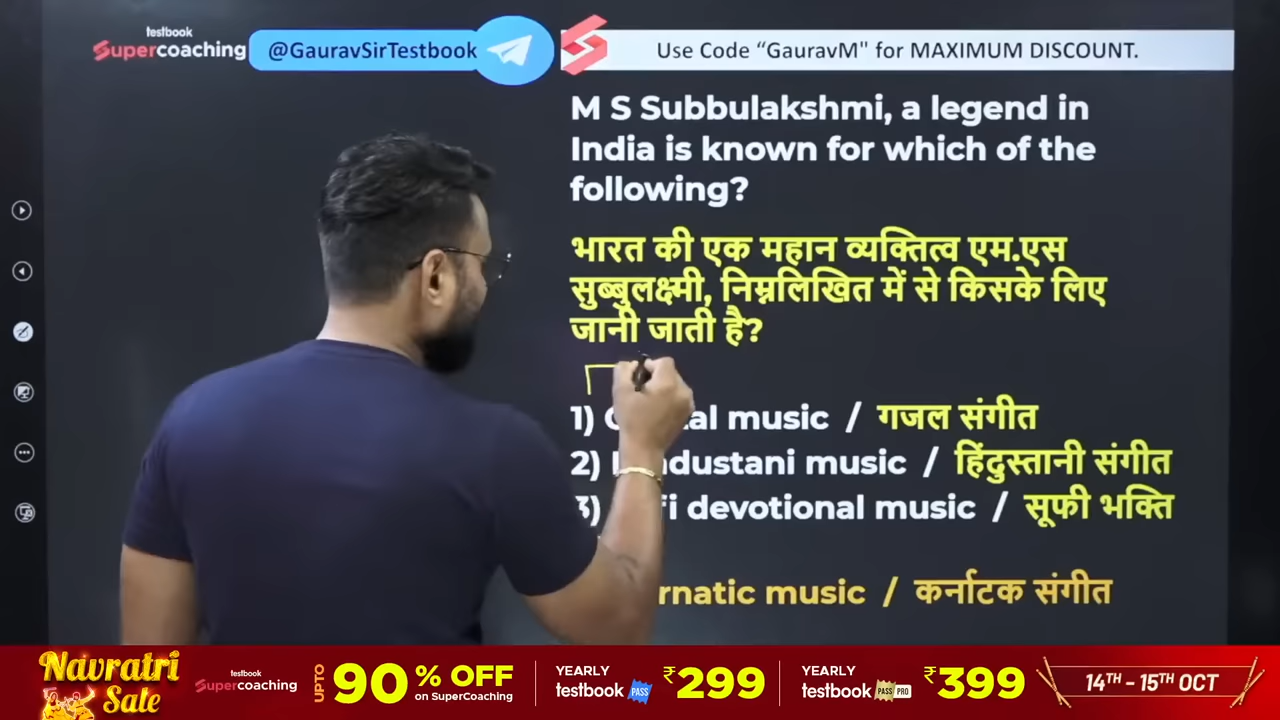 testbook
Supercoaching
@GauravSirTestbook
Use Code “GauravM" for MAXIMUM DISCOUNT.
M S Subbulakshmi, a legend in
India is known for which of the
following?
भारत की एक महान व्यक्तित्व एम.एस
सुब्बुलक्ष्मी, निम्नलिखित में से किसके लिए
जानी जाती है?
1) music / गजल संगीत
2) music / हिंदुस्तानी संगीत
3) devotional music / सूफी भक्ति
music / कर्नाटक संगीत
Navratri
Sale
testbook
Supercoaching
UPTO 90% OFF
on SuperCoaching
YEARLY
testbook PASS
₹299
YEARLY
testbook PASS PRO
₹399
14TH - 15TH OCT